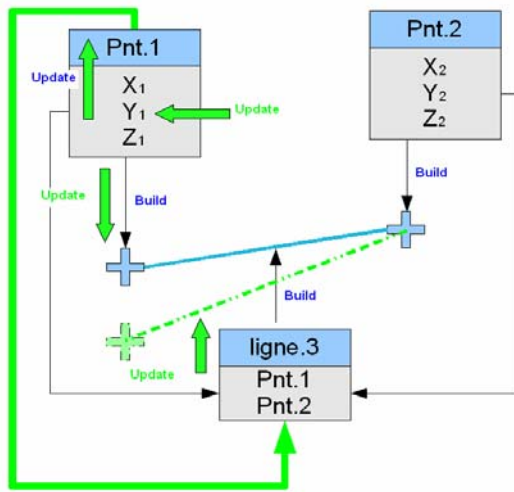 Pnt.1
X1
Y1
Z1
Update
Update
Update
Build
Pnt.2
X2
Y2
Z2
Build
Build
Update
ligne.3
Pnt.1
Pnt.2